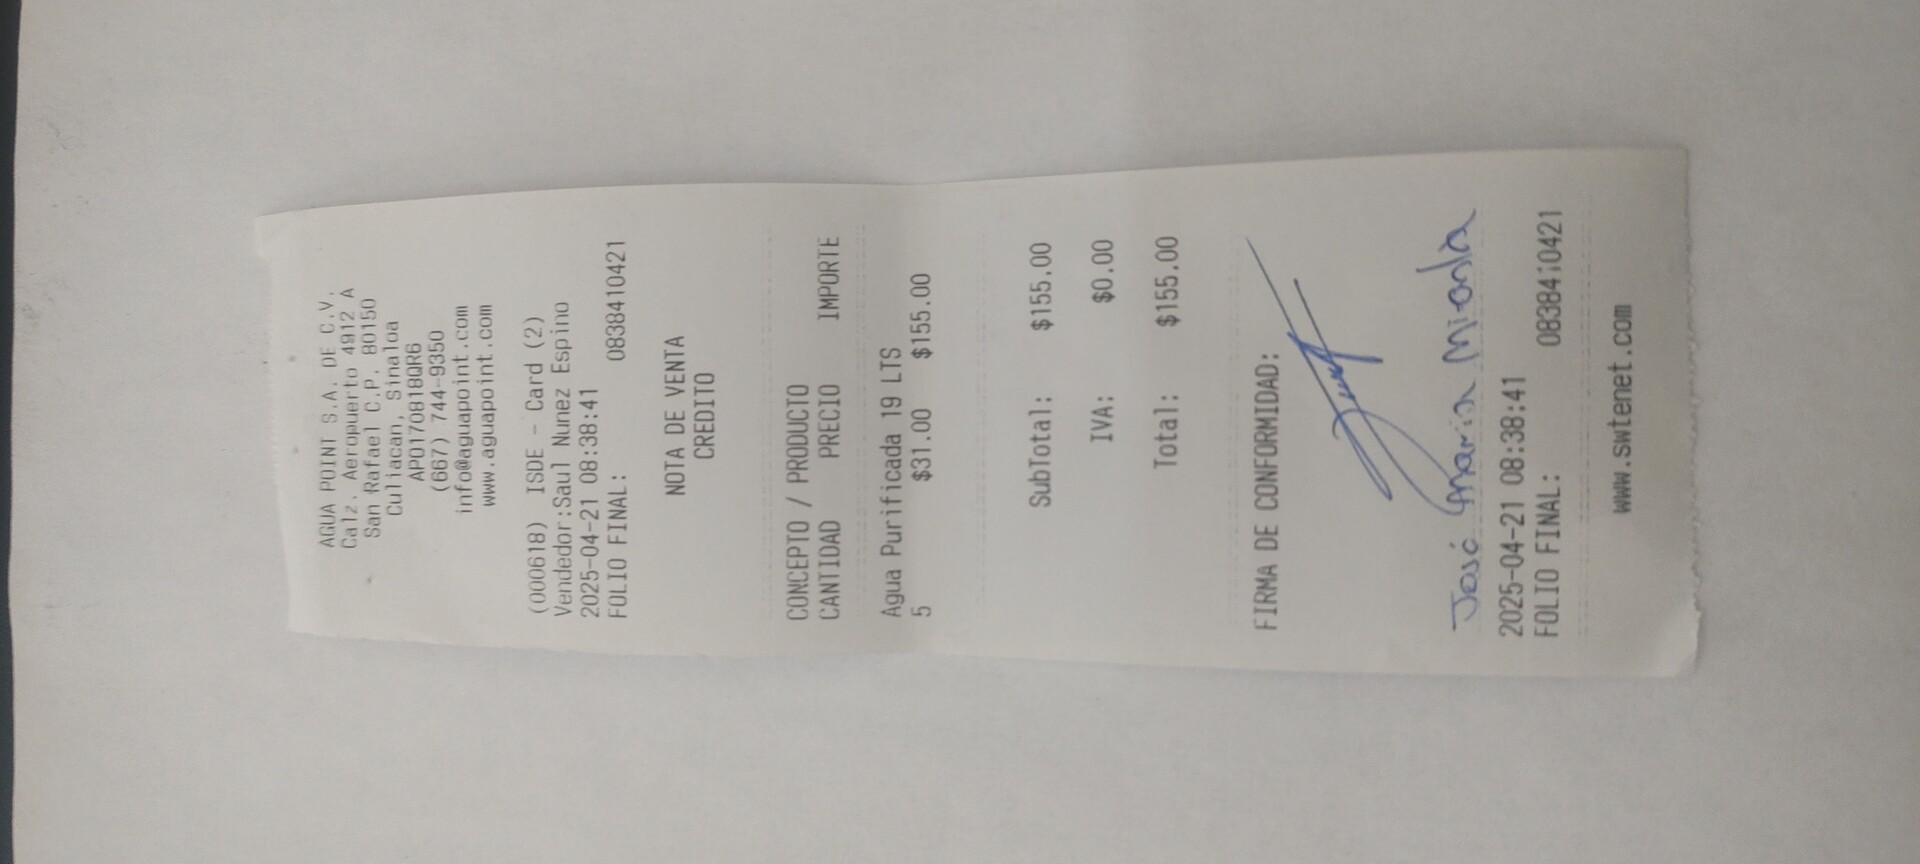 AGUA POINT S.A. DE C.V.
Calz. Aeropuerto 4912 A
San Rafael C.P. 80150
Culiacan, Sinaloa
APO170818QR6
(667) 744-9350
info@aguapoint.com
www.aguapoint.com
(000618) ISDE - Card (2)
Vendedor:Saul Nunez Espino
2025-04-21 08:38:41
FOLIO FINAL: 0838410421
NOTA DE VENTA
CREDITO
CONCEPTO / PRODUCTO
CANTIDAD PRECIO IMPORTE
Agua Purificada 19 LTS
5 $31.00 $155.00
SubTotal: $155.00
IVA: $0.00
Total: $155.00
FIRMA DE CONFORMIDAD:
José Maria
2025-04-21 08:38:41
FOLIO FINAL: 0838410421
www.swtenet.com